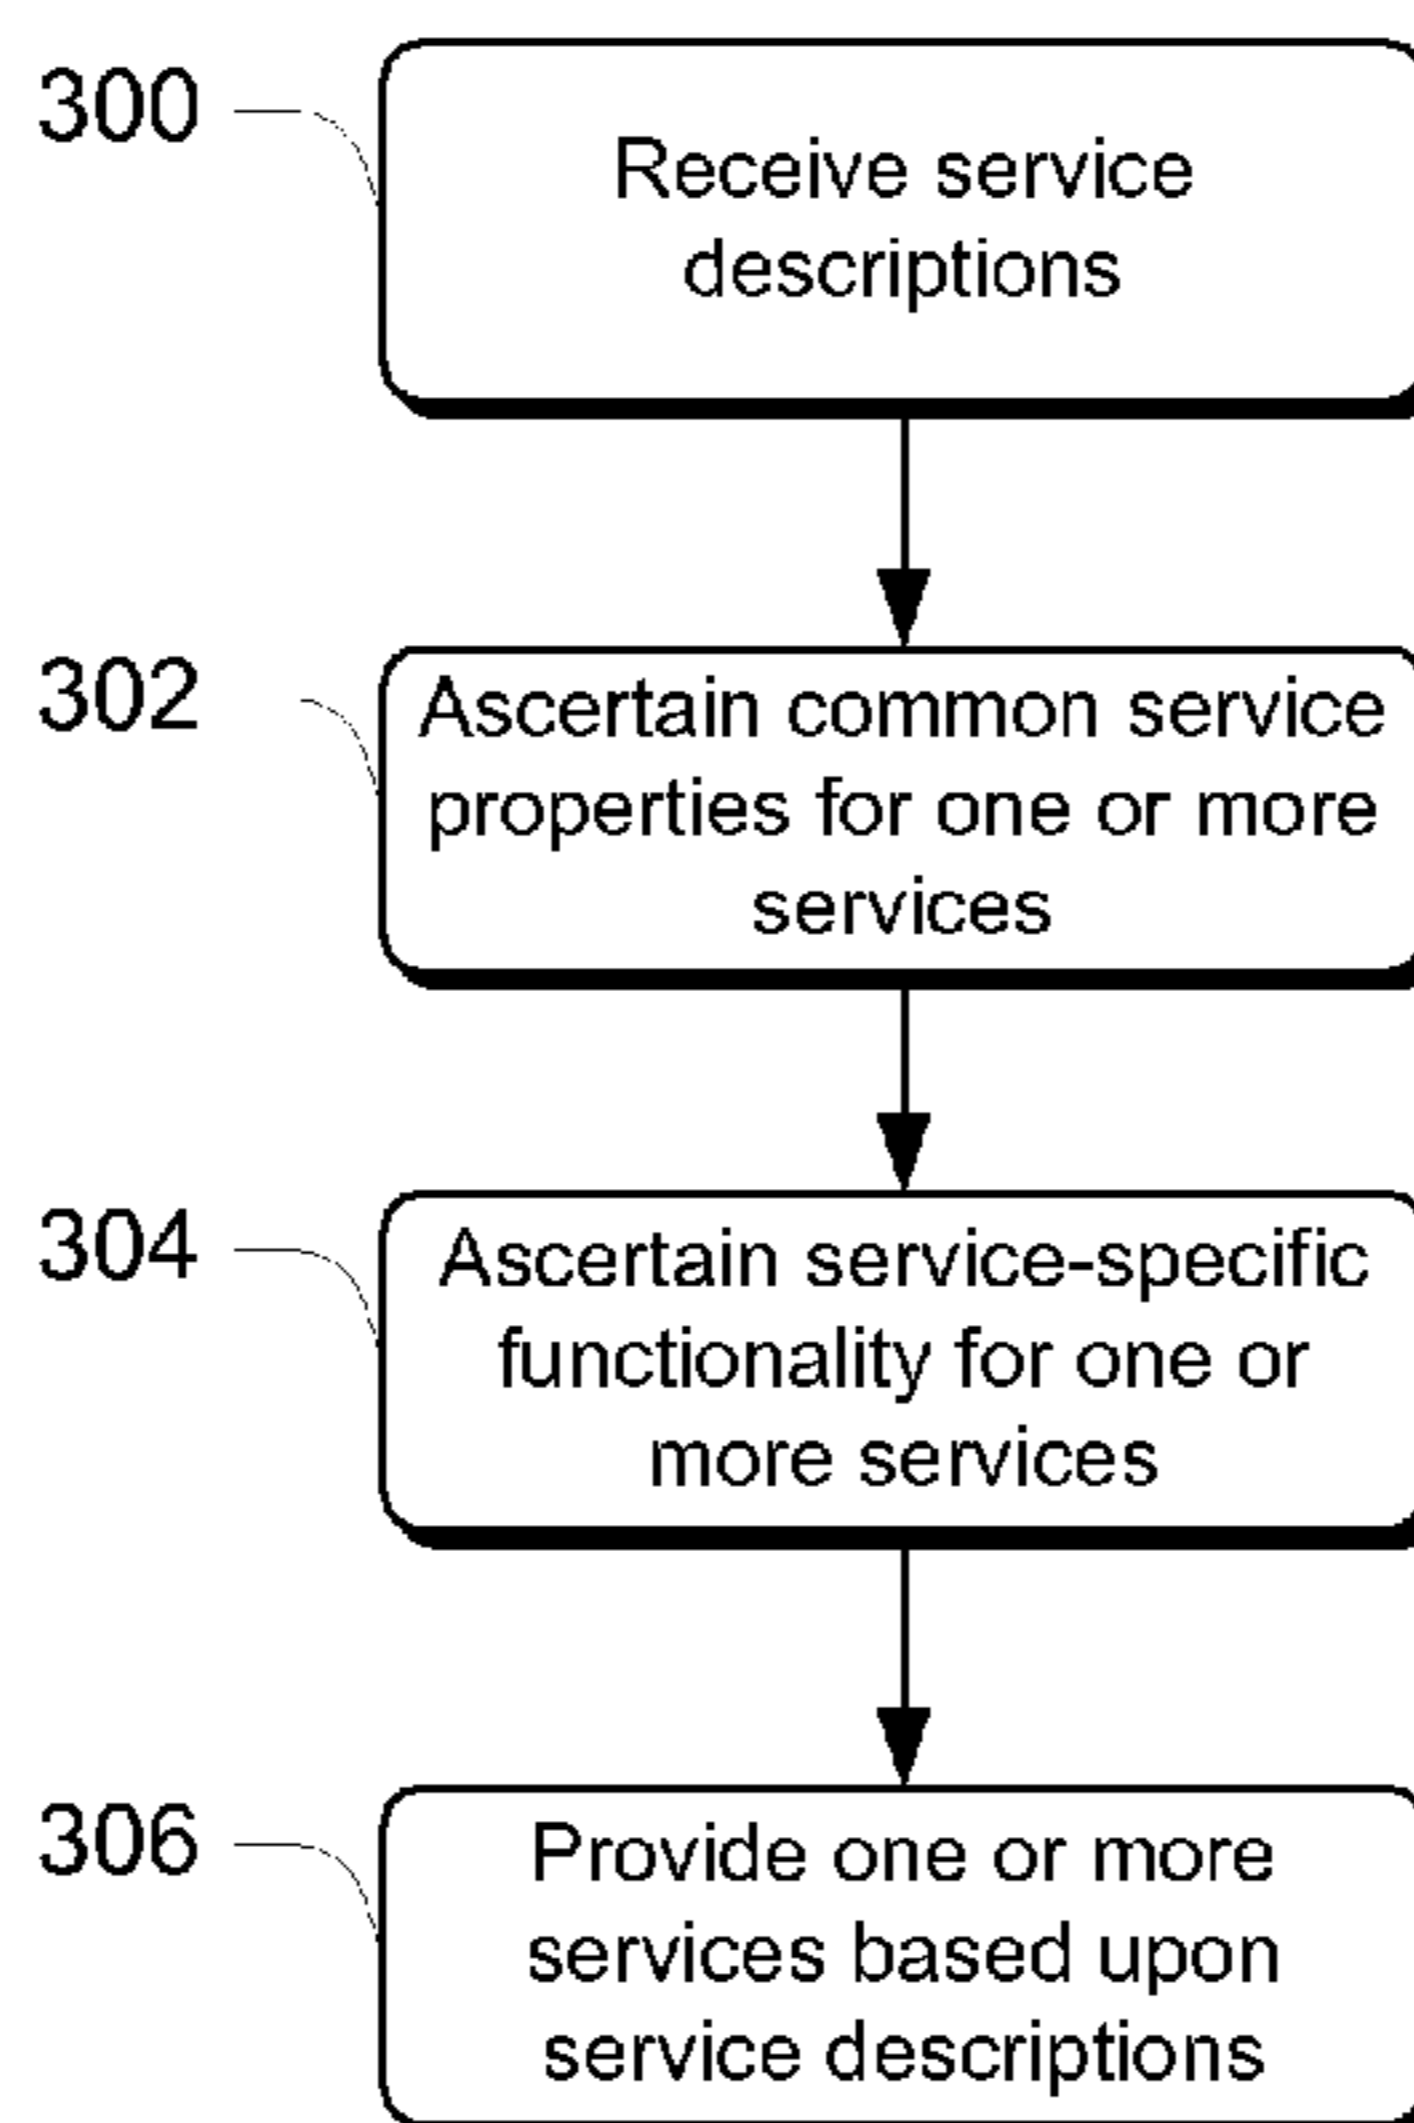 300
Receive service
descriptions
302
Ascertain common service
properties for one or more
services
304
Ascertain service-specific
functionality for one or
more services
306
Provide one or more
services based upon
service descriptions